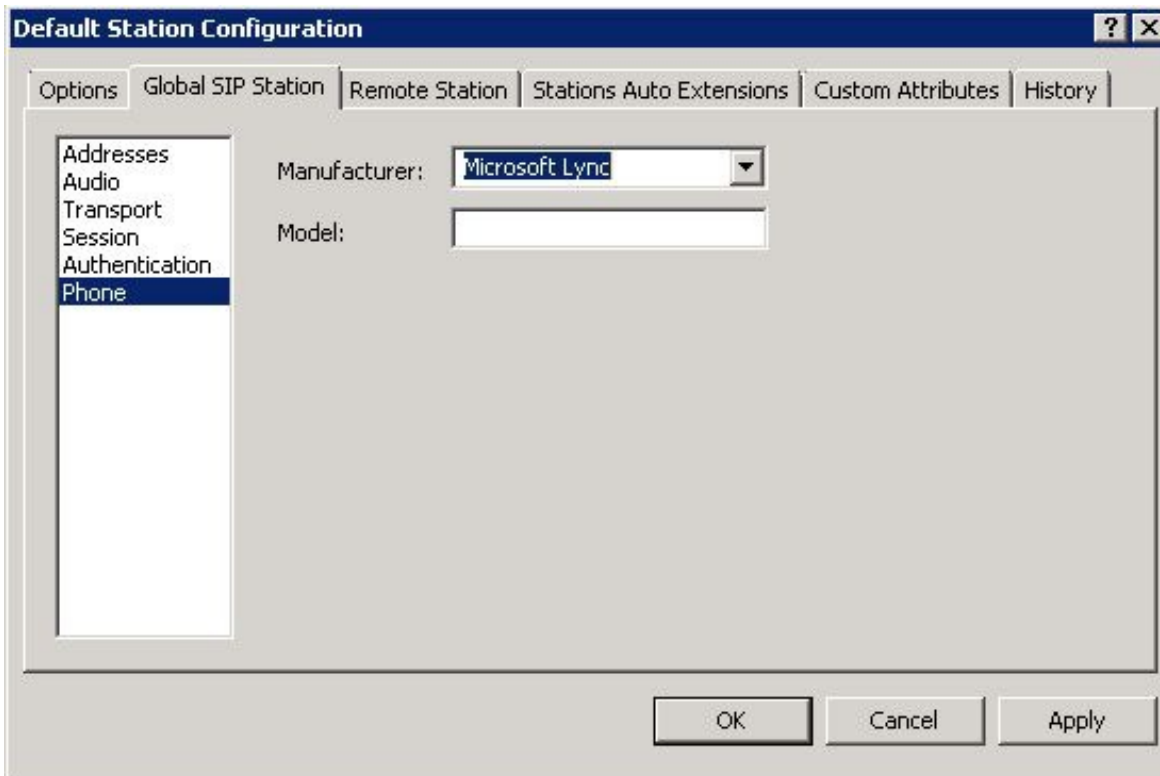 Default Station Configuration ? X
Options Global SIP Station Remote Station Stations Auto Extensions Custom Attributes History
Addresses
Audio
Transport
Session
Authentication
Phone
Manufacturer: Microsoft Lync
Model:
OK Cancel Apply